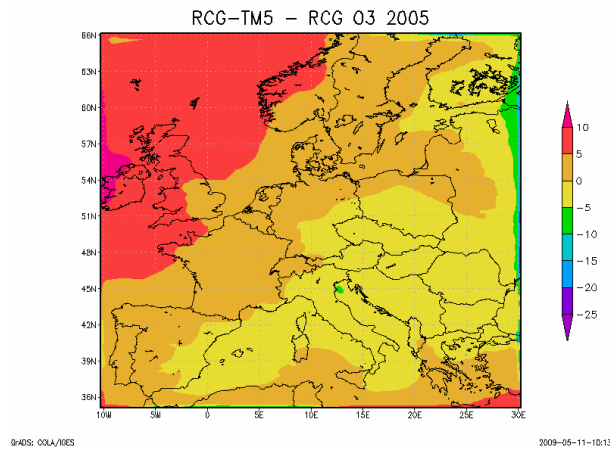 RCG-TM5 - RCG O3 2005
66N
63N
60N
57N
54N
51N
48N
45N
42N
39N
36N
10W 5W 0 5E 10E 15E 20E 25E 30E
10
5
0
-5
-10
-15
-20
-25
GrADS: COLA/IGES 2009-05-11-10:13